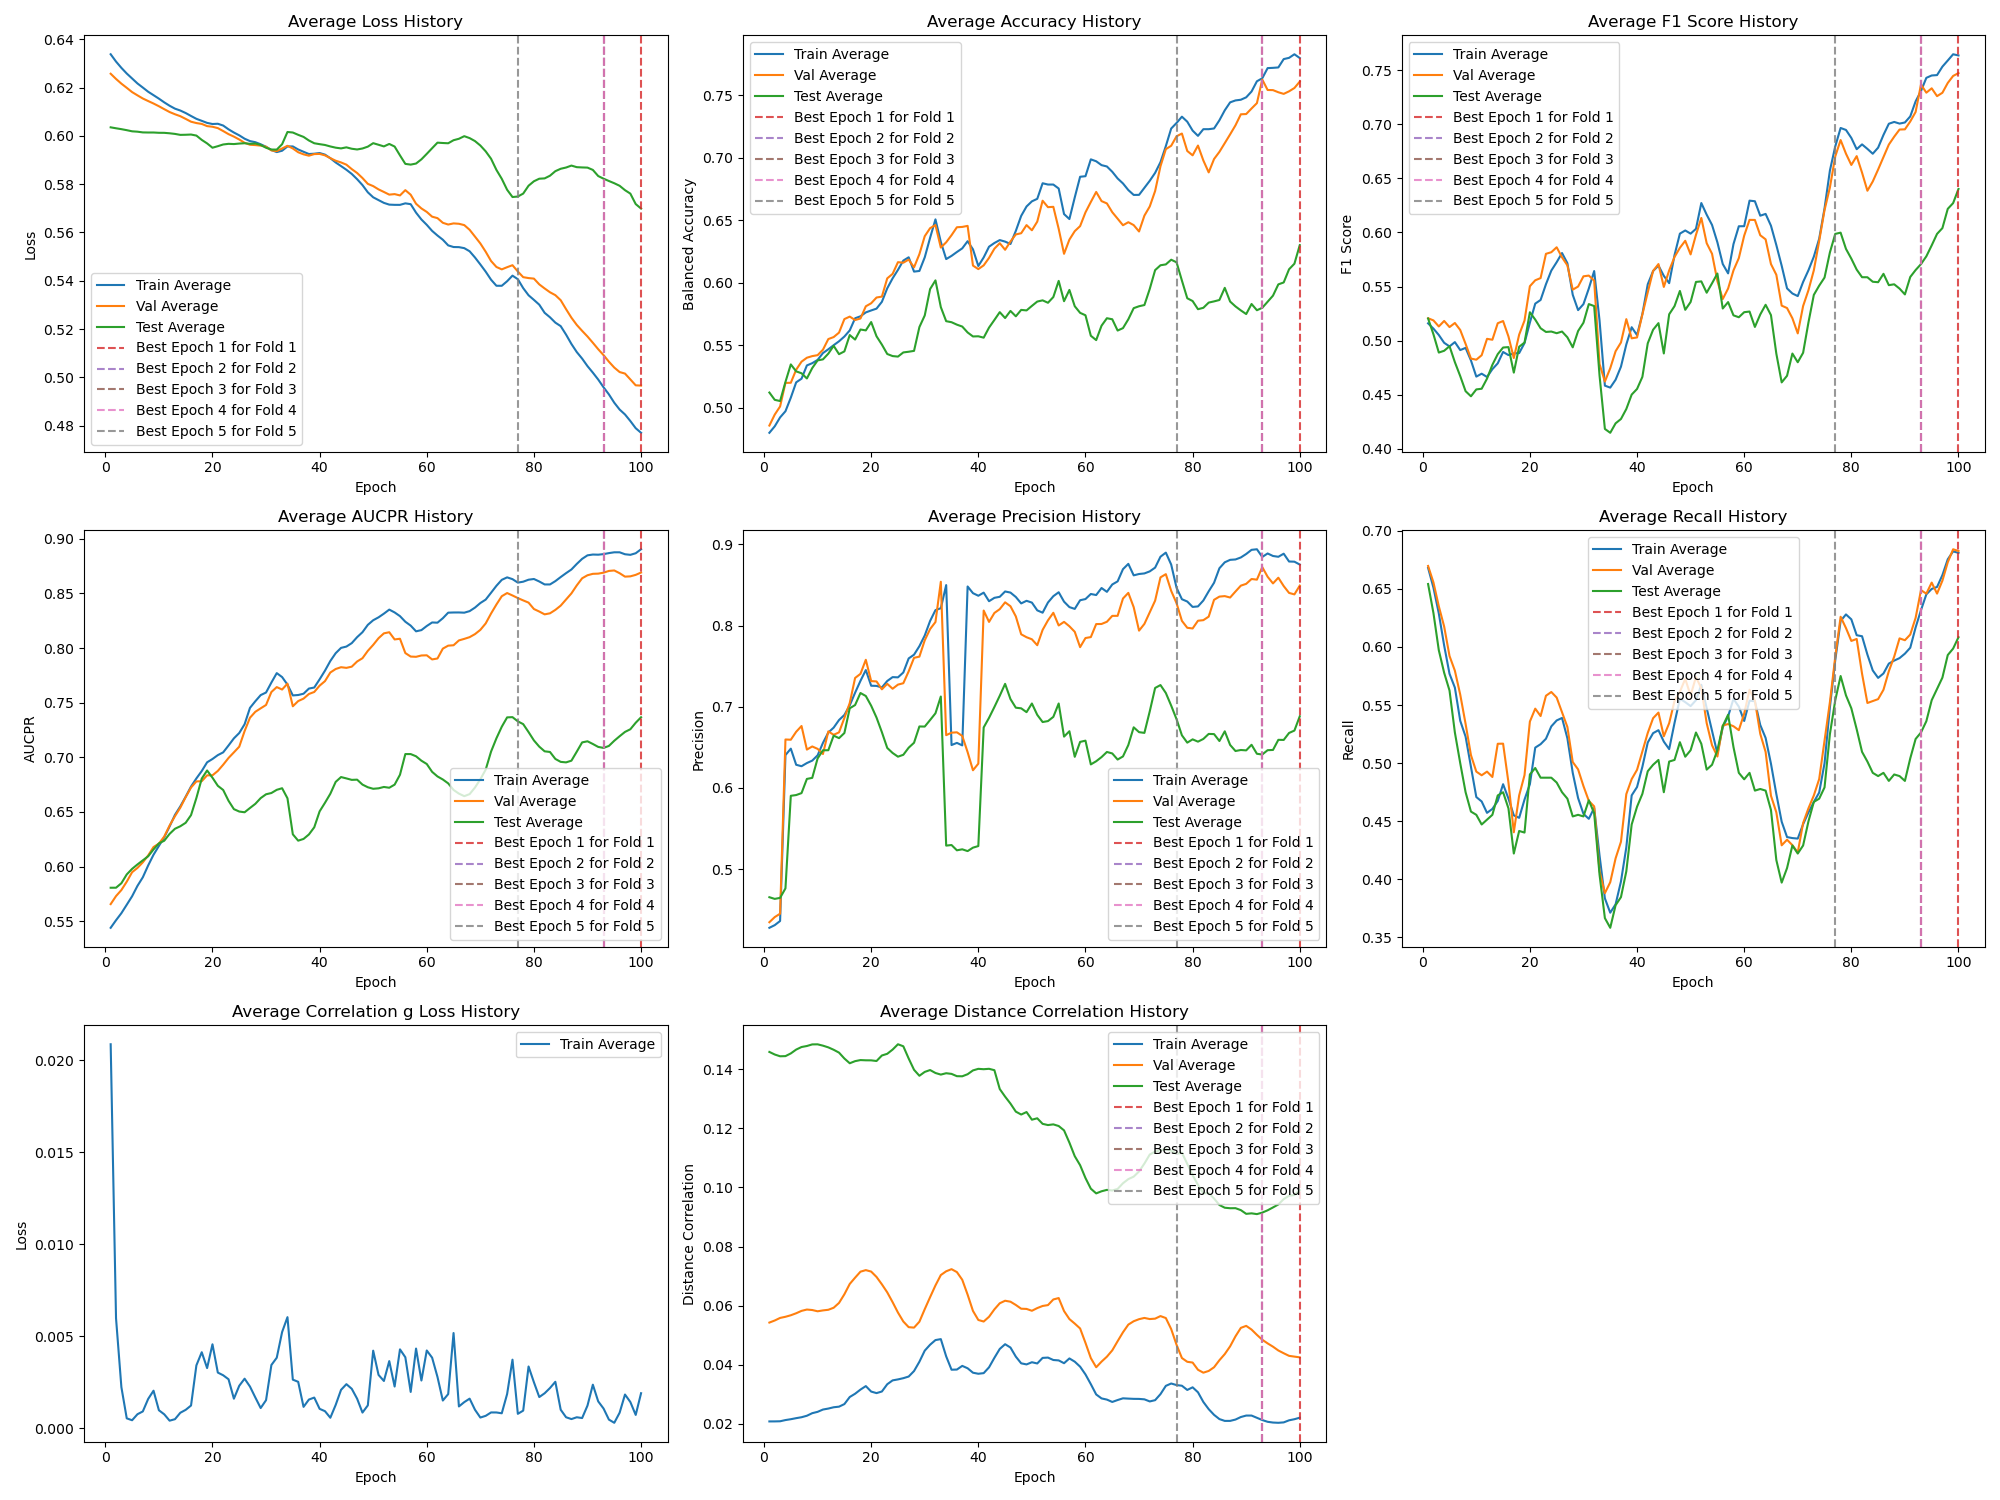 Average Loss History
Loss
0.64
0.62
0.60
0.58
0.56
0.54
0.52
0.50
0.48
Train Average
Val Average
Test Average
Best Epoch 1 for Fold 1
Best Epoch 2 for Fold 2
Best Epoch 3 for Fold 3
Best Epoch 4 for Fold 4
Best Epoch 5 for Fold 5
0 20 40 60 80 100
Epoch
Average Accuracy History
Balanced Accuracy
0.75
0.70
0.65
0.60
0.55
0.50
Train Average
Val Average
Test Average
Best Epoch 1 for Fold 1
Best Epoch 2 for Fold 2
Best Epoch 3 for Fold 3
Best Epoch 4 for Fold 4
Best Epoch 5 for Fold 5
0 20 40 60 80 100
Epoch
Average F1 Score History
F1 Score
0.75
0.70
0.65
0.60
0.55
0.50
0.45
0.40
Train Average
Val Average
Test Average
Best Epoch 1 for Fold 1
Best Epoch 2 for Fold 2
Best Epoch 3 for Fold 3
Best Epoch 4 for Fold 4
Best Epoch 5 for Fold 5
0 20 40 60 80 100
Epoch
Average AUCPR History
AUCPR
0.90
0.85
0.80
0.75
0.70
0.65
0.60
0.55
Train Average
Val Average
Test Average
Best Epoch 1 for Fold 1
Best Epoch 2 for Fold 2
Best Epoch 3 for Fold 3
Best Epoch 4 for Fold 4
Best Epoch 5 for Fold 5
0 20 40 60 80 100
Epoch
Average Precision History
Precision
0.9
0.8
0.7
0.6
0.5
Train Average
Val Average
Test Average
Best Epoch 1 for Fold 1
Best Epoch 2 for Fold 2
Best Epoch 3 for Fold 3
Best Epoch 4 for Fold 4
Best Epoch 5 for Fold 5
0 20 40 60 80 100
Epoch
Average Recall History
Recall
0.70
0.65
0.60
0.55
0.50
0.45
0.40
0.35
Train Average
Val Average
Test Average
Best Epoch 1 for Fold 1
Best Epoch 2 for Fold 2
Best Epoch 3 for Fold 3
Best Epoch 4 for Fold 4
Best Epoch 5 for Fold 5
0 20 40 60 80 100
Epoch
Average Correlation g Loss History
Loss
0.020
0.015
0.010
0.005
0.000
Train Average
0 20 40 60 80 100
Epoch
Average Distance Correlation History
Distance Correlation
0.14
0.12
0.10
0.08
0.06
0.04
0.02
Train Average
Val Average
Test Average
Best Epoch 1 for Fold 1
Best Epoch 2 for Fold 2
Best Epoch 3 for Fold 3
Best Epoch 4 for Fold 4
Best Epoch 5 for Fold 5
0 20 40 60 80 100
Epoch